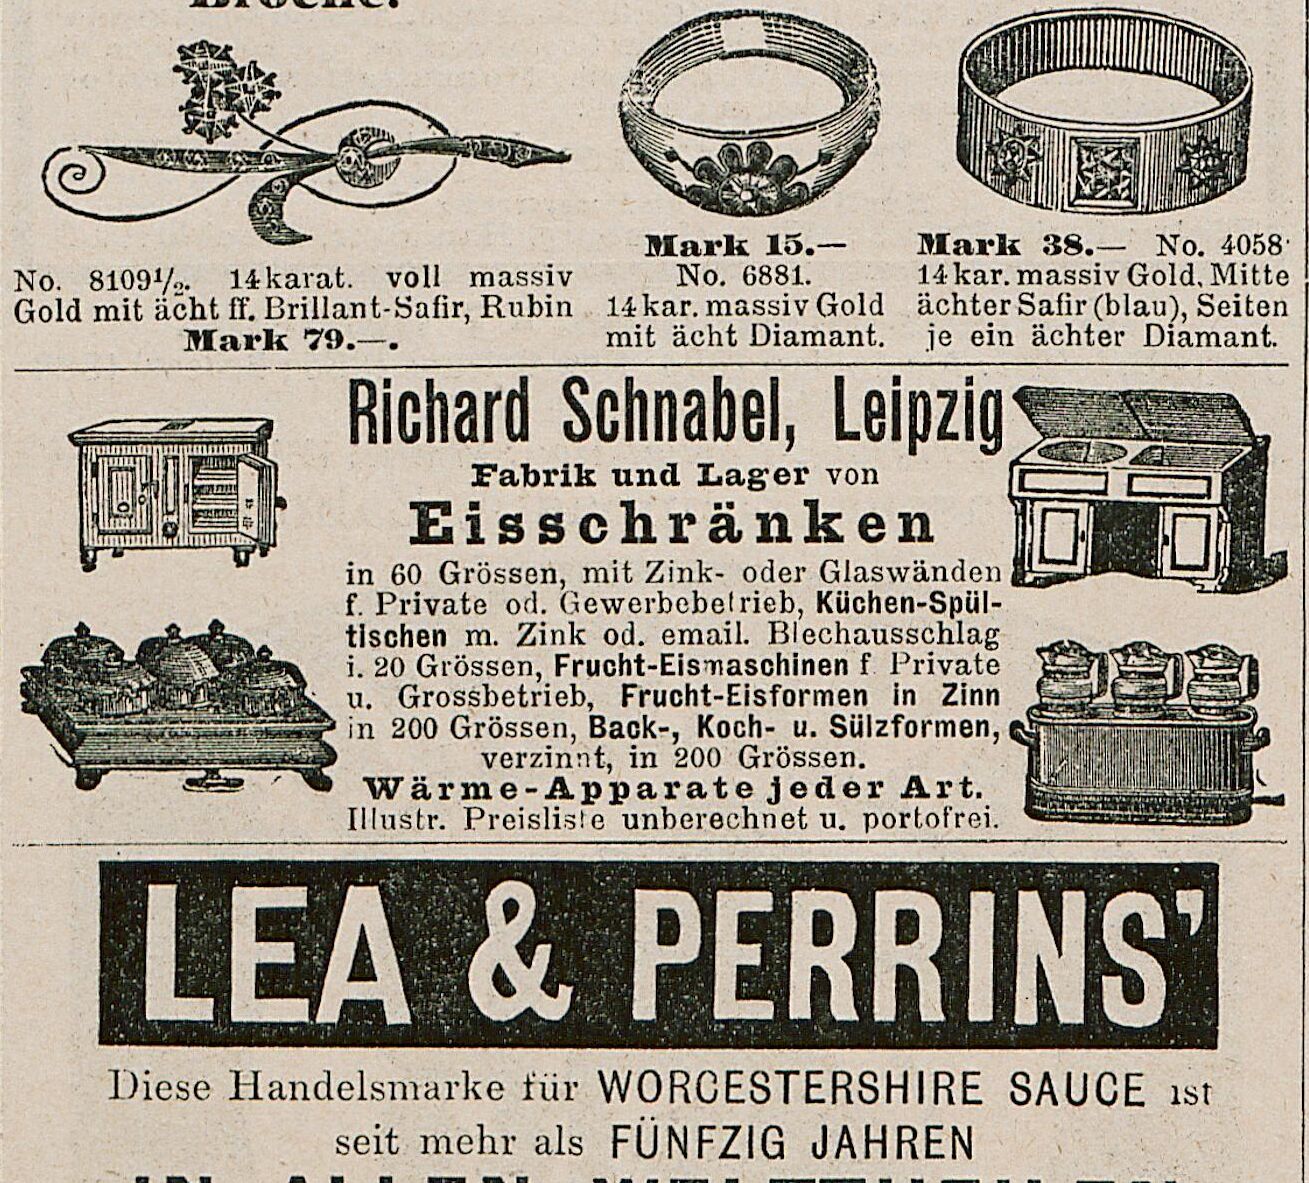 Broche.
No. 8109½. 14karat. voll massiv
Gold mit ächt ff. Brillant-Safir, Rubin
Mark 79.—.
Mark 15.—
No. 6881.
14kar. massiv Gold
mit ächt Diamant.
Mark 38.— No. 4058
14kar. massiv Gold, Mitte
ächter Safir (blau), Seiten
je ein ächter Diamant.
Richard Schnabel, Leipzig
Fabrik und Lager von
Eisschränken
in 60 Grössen, mit Zink- oder Glaswänden
f. Private od. Gewerbebetrieb, Küchen-Spül-
tischen m. Zink od. email. Blechausschlag
i. 20 Grössen, Frucht-Eismaschinen f Private
u. Grossbetrieb, Frucht-Eisformen in Zinn
in 200 Grössen, Back-, Koch- u. Sülzformen,
verzinnt, in 200 Grössen.
Wärme-Apparate jeder Art.
Illustr. Preisliste unberechnet u. portofrei.
LEA & PERRINS'
Diese Handelsmarke für WORCESTERSHIRE SAUCE ist
seit mehr als FÜNFZIG JAHREN